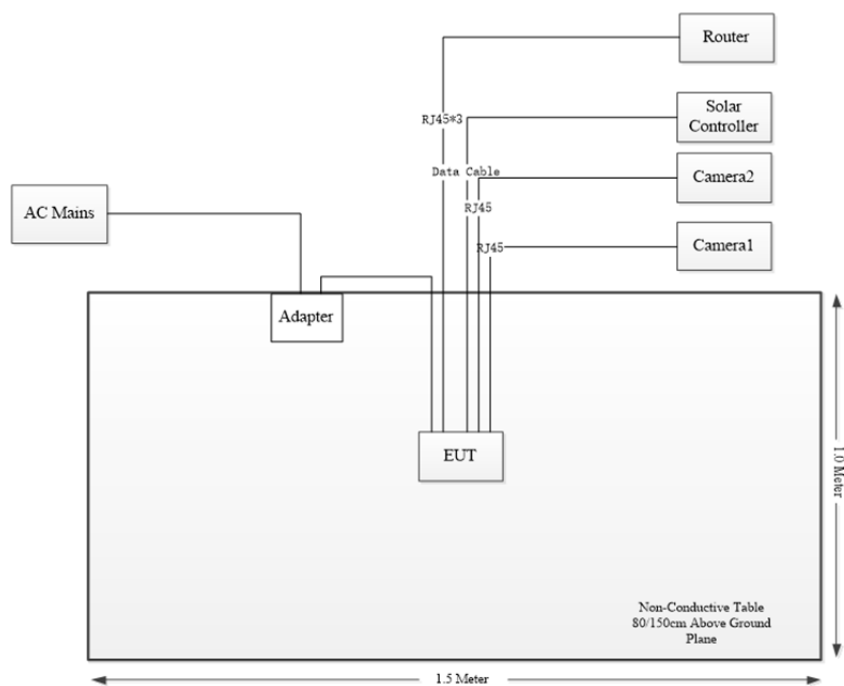 Router
RJ45*3
Solar
Controller
Data Cable
Camera2
RJ45
AC Mains
Camera1
RJ45
Adapter
EUT
1.0 Meter
Non-Conductive Table
80/150cm Above Ground
Plane
1.5 Meter